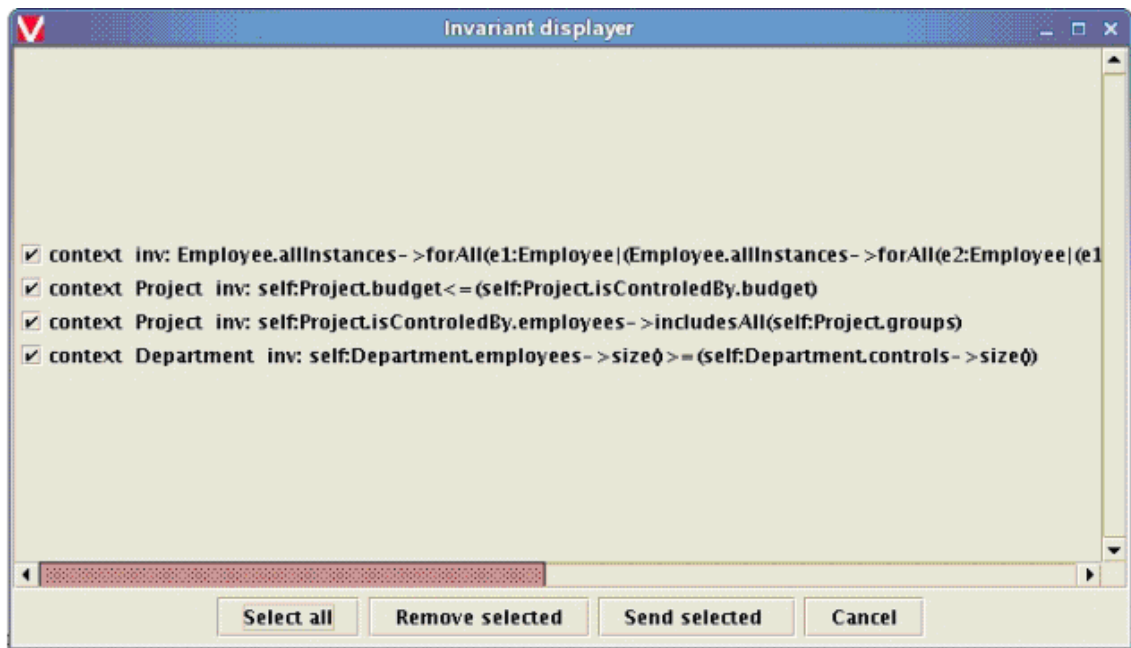 Invariant displayer
context inv: Employee.allInstances->forAll(e1:Employee|(Employee.allInstances->forAll(e2:Employee|(e1
context Project inv: self:Project.budget<=(self:Project.isControledBy.budget)
context Project inv: self:Project.isControledBy.employees->includesAll(self:Project.groups)
context Department inv: self:Department.employees->size()>=(self:Department.controls->size())
Select all Remove selected Send selected Cancel